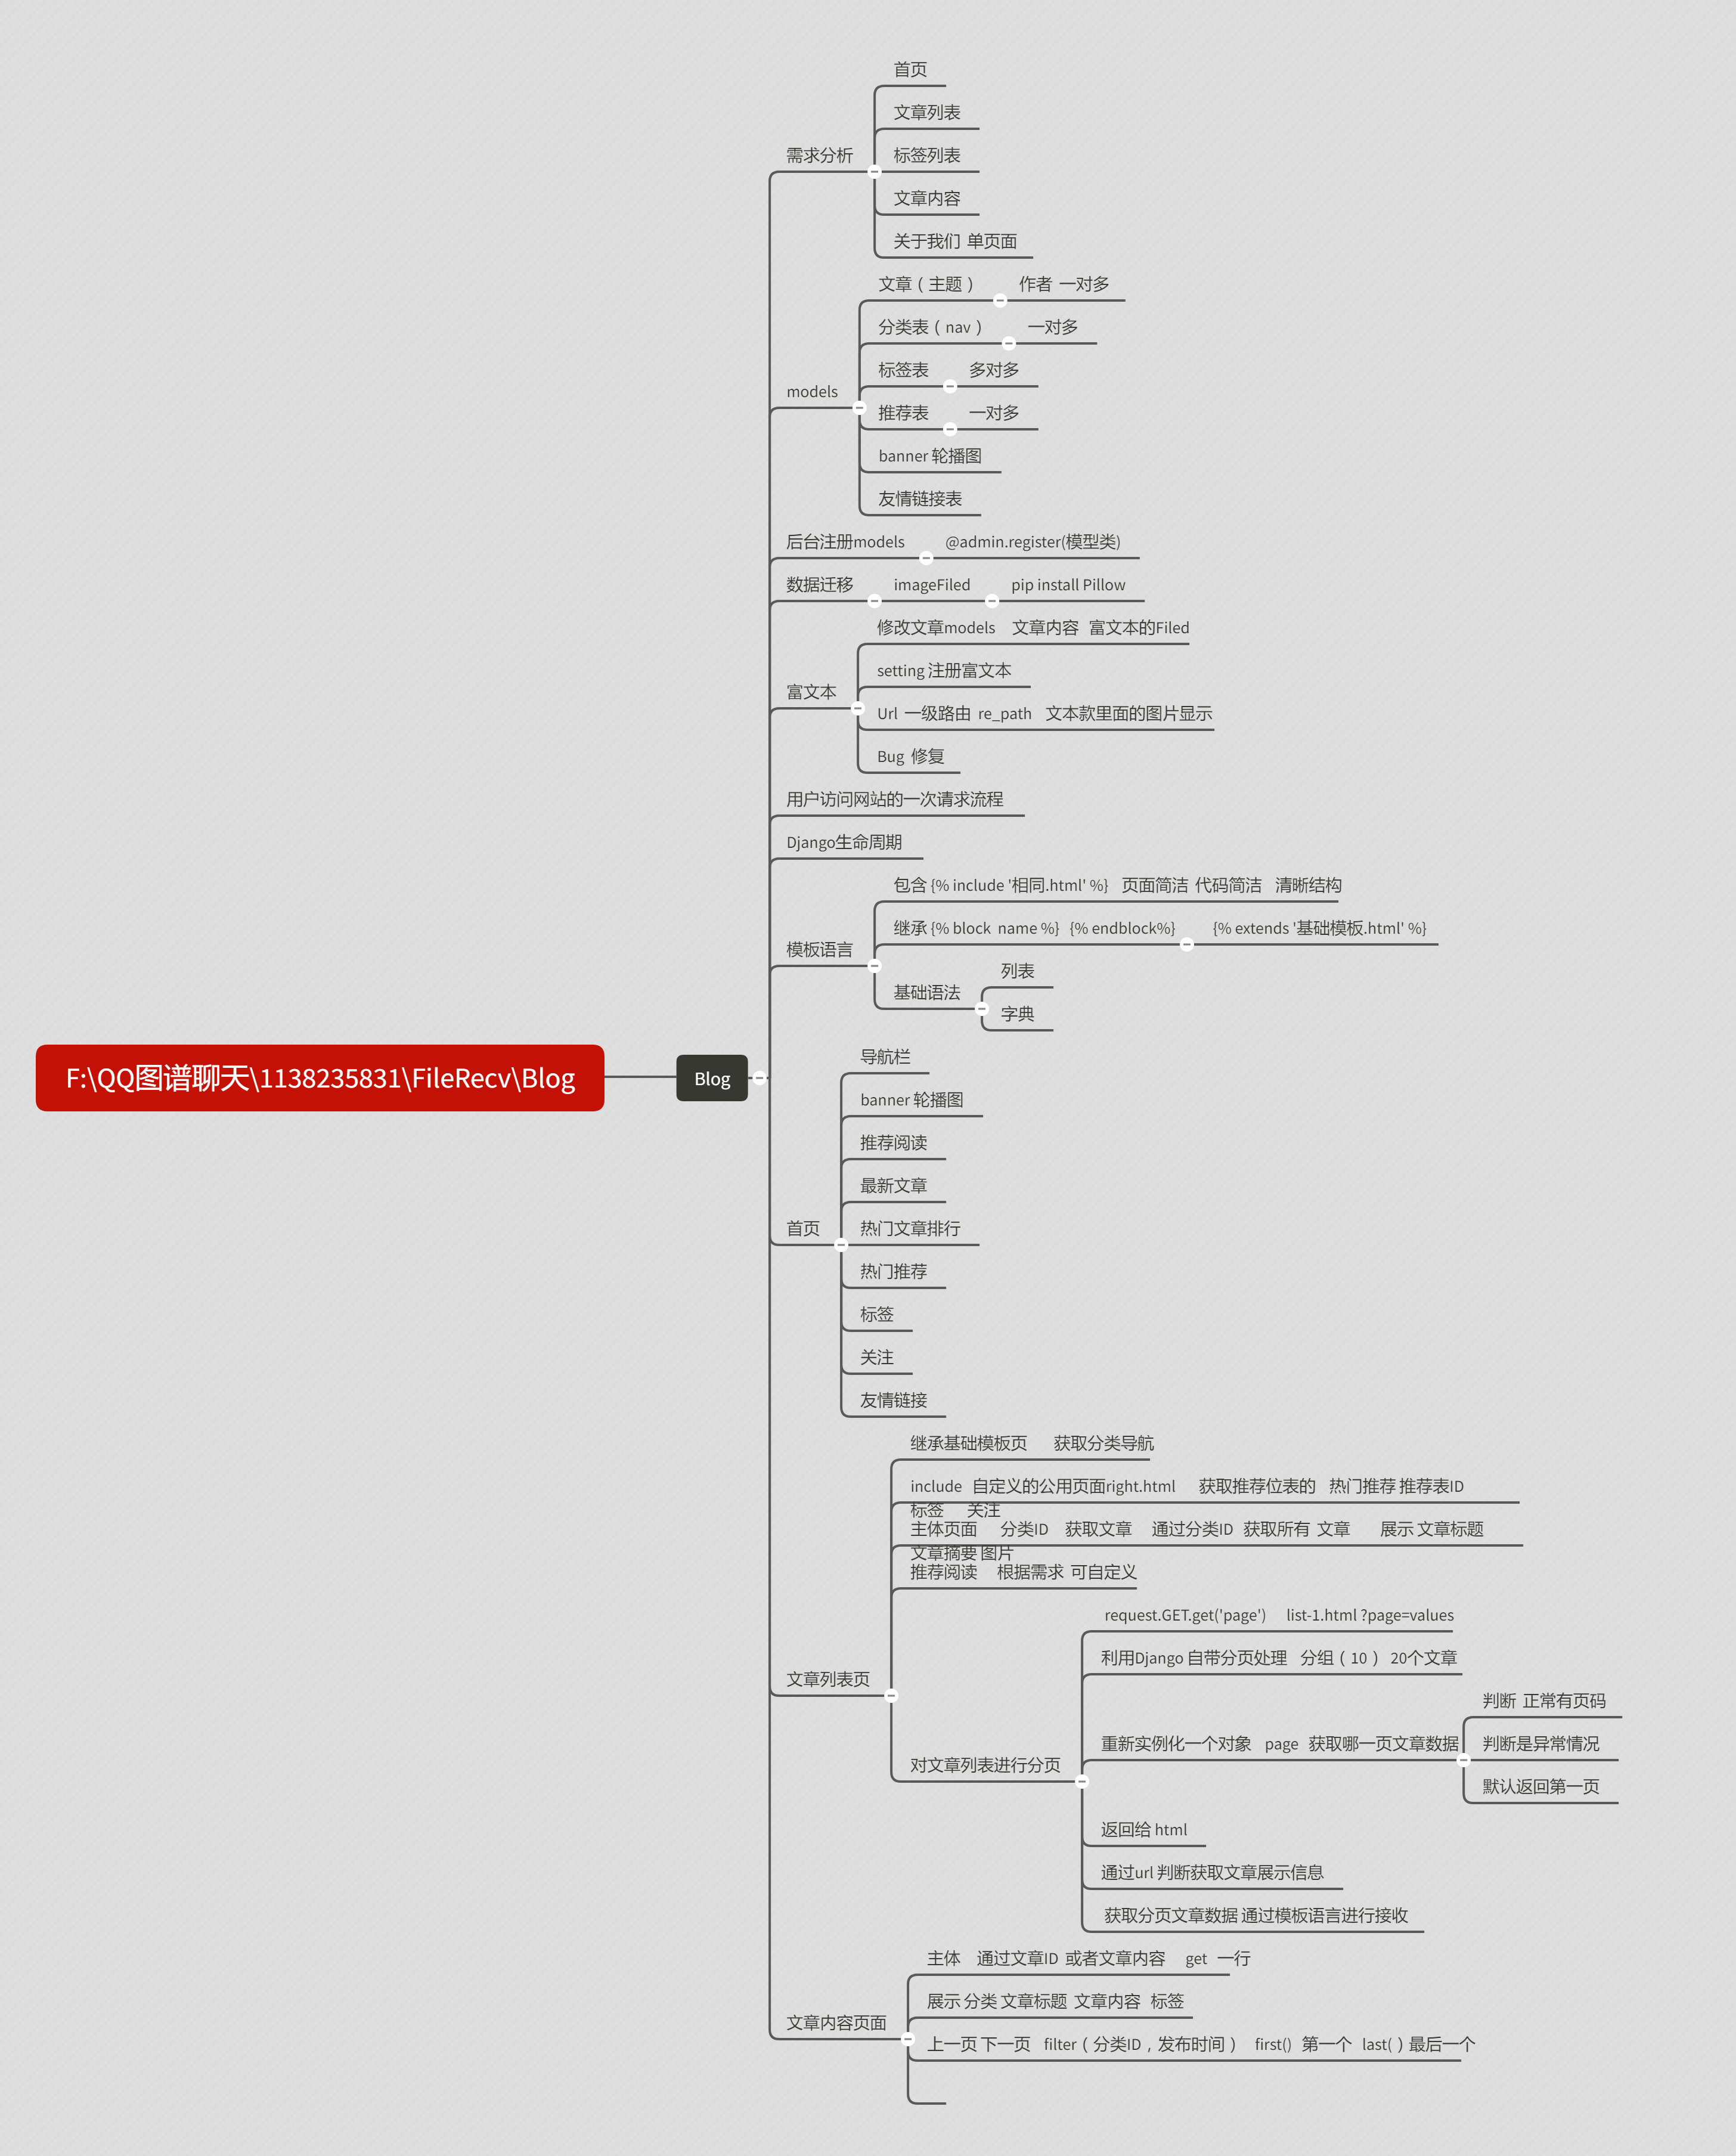 首页
文章列表
需求分析
标签列表
文章内容
关于我们 单页面
文章（主题） 作者 一对多
分类表（nav） 一对多
标签表 多对多
models
推荐表 一对多
banner 轮播图
友情链接表
后台注册models @admin.register(模型类)
数据迁移 imageFiled pip install Pillow
修改文章models 文章内容 富文本的Filed
setting 注册富文本
富文本
Url 一级路由 re_path 文本款里面的图片显示
Bug 修复
用户访问网站的一次请求流程
Django生命周期
包含 {% include '相同.html' %} 页面简洁 代码简洁 清晰结构
继承 {% block name %} {% endblock%} {% extends '基础模板.html' %}
模板语言
列表
基础语法
字典
导航栏
F:\QQ图谱聊天\1138235831\FileRecv\Blog
Blog
banner 轮播图
推荐阅读
最新文章
首页
热门文章排行
热门推荐
标签
关注
友情链接
继承基础模板页 获取分类导航
include 自定义的公用页面right.html 获取推荐位表的 热门推荐 推荐表ID
标签 关注
主体页面 分类ID 获取文章 通过分类ID 获取所有 文章 展示 文章标题
文章摘要 图片
推荐阅读 根据需求 可自定义
request.GET.get('page') list-1.html ?page=values
利用Django 自带分页处理 分组（10） 20个文章
文章列表页
判断 正常有页码
重新实例化一个对象 page 获取哪一页文章数据
判断是异常情况
对文章列表进行分页
默认返回第一页
返回给 html
通过url 判断获取文章展示信息
获取分页文章数据 通过模板语言进行接收
主体 通过文章ID 或者文章内容 get 一行
展示 分类 文章标题 文章内容 标签
文章内容页面
上一页 下一页 filter（分类ID，发布时间） first() 第一个 last( ) 最后一个